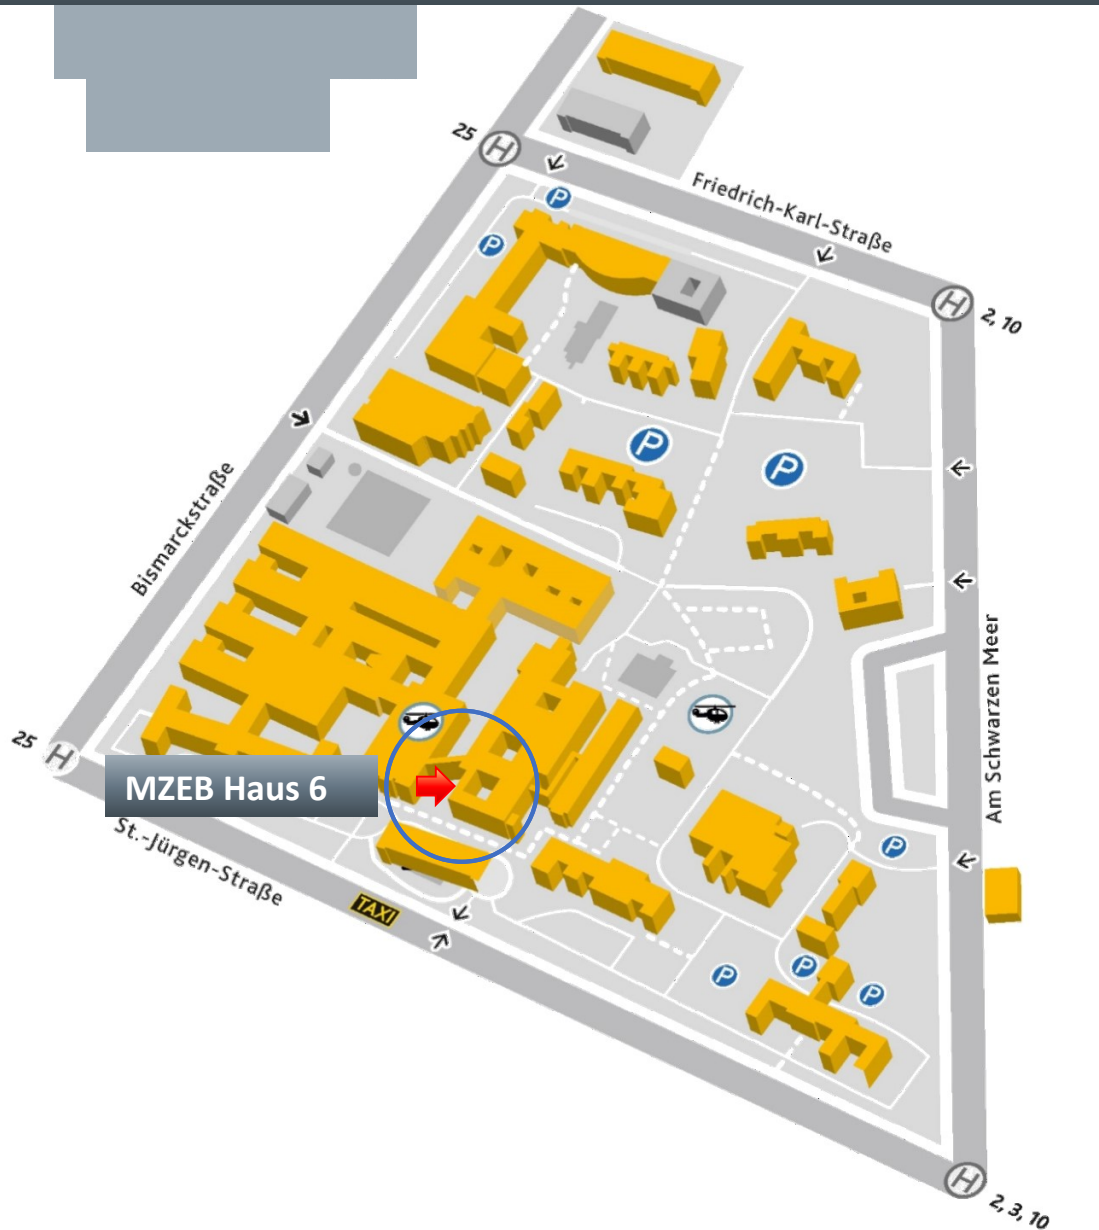 25
H
Friedrich-Karl-Straße
P
P
H
2, 10
P
P
Bismarckstraße
Am Schwarzen Meer
25
H
MZEB Haus 6
St.-Jürgen-Straße
P
TAXI
P
P
P
H
2, 3, 10